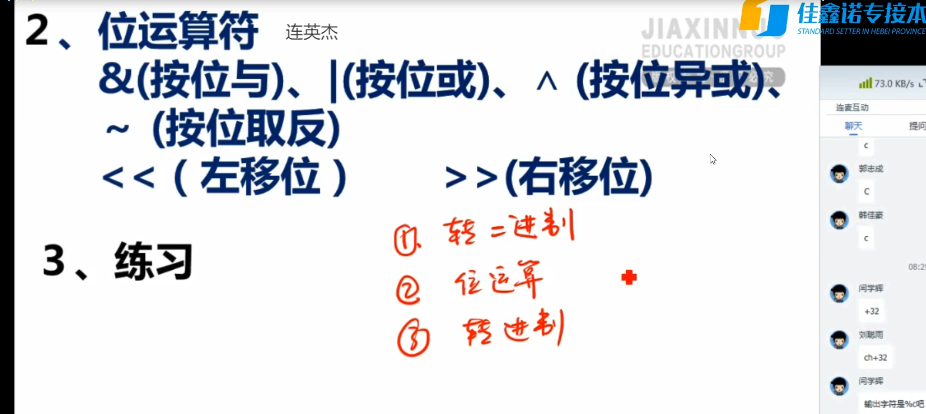 佳鑫诺专接本
STANDARD SETTER IN HEBEI PROVINCE
JIAXINNUO
EDUCATIONGROUP
2、位运算符
连英杰
&(按位与)、|(按位或)、∧ (按位异或)、
~ (按位取反)
<< ( 左移位 ) >>(右移位)
3、练习
①、转二进制
② 位运算
③ 转进制
73.0 KB/s
连麦互动
聊天 提问
c
郭志成
C
韩佳豪
c
08:2
闫学辉
+32
刘聪雨
ch+32
闫学辉
输出字符是%c吧